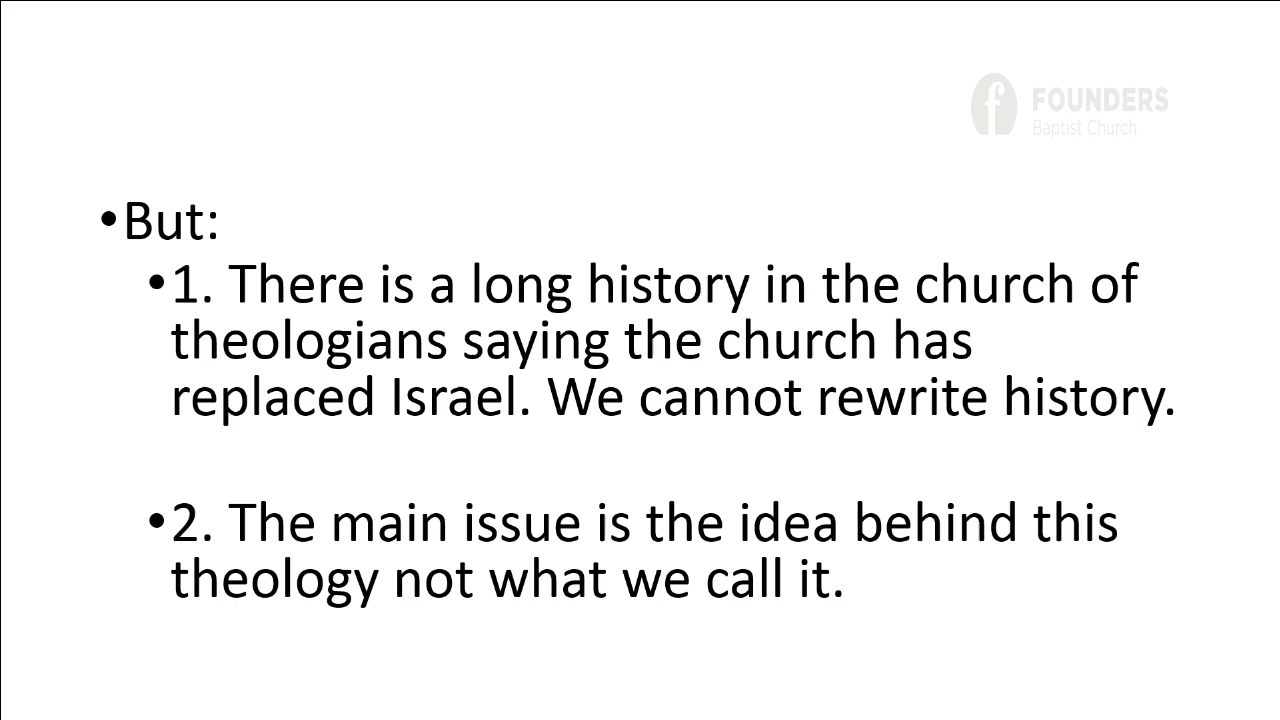 FOUNDERS
Baptist Church
•But:
•1. There is a long history in the church of
theologians saying the church has
replaced Israel. We cannot rewrite history.
•2. The main issue is the idea behind this
theology not what we call it.